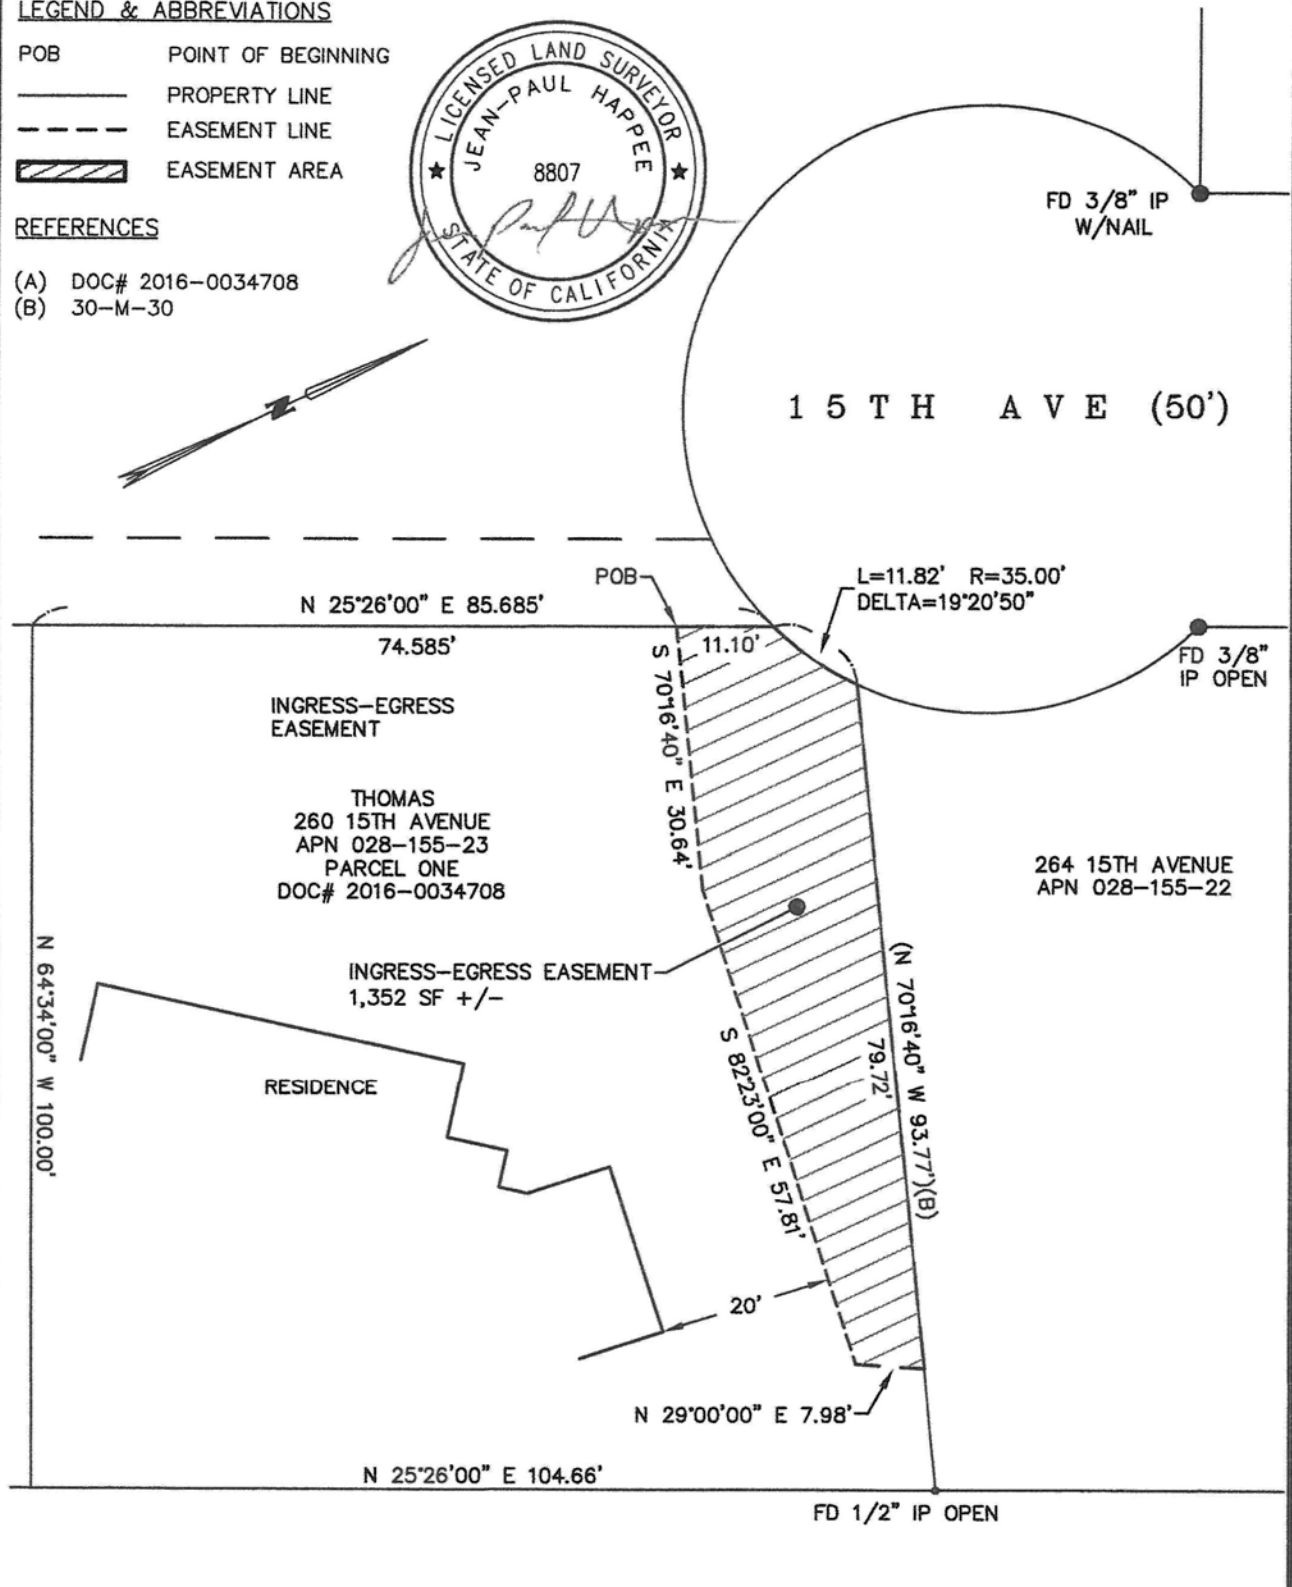 LEGEND & ABBREVIATIONS
POB POINT OF BEGINNING
PROPERTY LINE
EASEMENT LINE
EASEMENT AREA
REFERENCES
(A) DOC# 2016-0034708
(B) 30-M-30
LICENSED LAND SURVEYOR
JEAN-PAUL HAPPEE
8807
STATE OF CALIFORNIA
N
FD 3/8" IP
W/NAIL
15TH AVE (50')
POB
L=11.82' R=35.00'
DELTA=19°20'50"
N 25°26'00" E 85.685'
74.585'
11.10'
FD 3/8"
IP OPEN
S 70°16'40" E 30.64'
INGRESS-EGRESS
EASEMENT
THOMAS
260 15TH AVENUE
APN 028-155-23
PARCEL ONE
DOC# 2016-0034708
264 15TH AVENUE
APN 028-155-22
N 64°34'00" W 100.00'
INGRESS-EGRESS EASEMENT
1,352 SF +/-
(N 70°16'40" W 93.77')(B)
79.72'
S 82°23'00" E 57.81'
RESIDENCE
20'
N 29°00'00" E 7.98'
N 25°26'00" E 104.66'
FD 1/2" IP OPEN